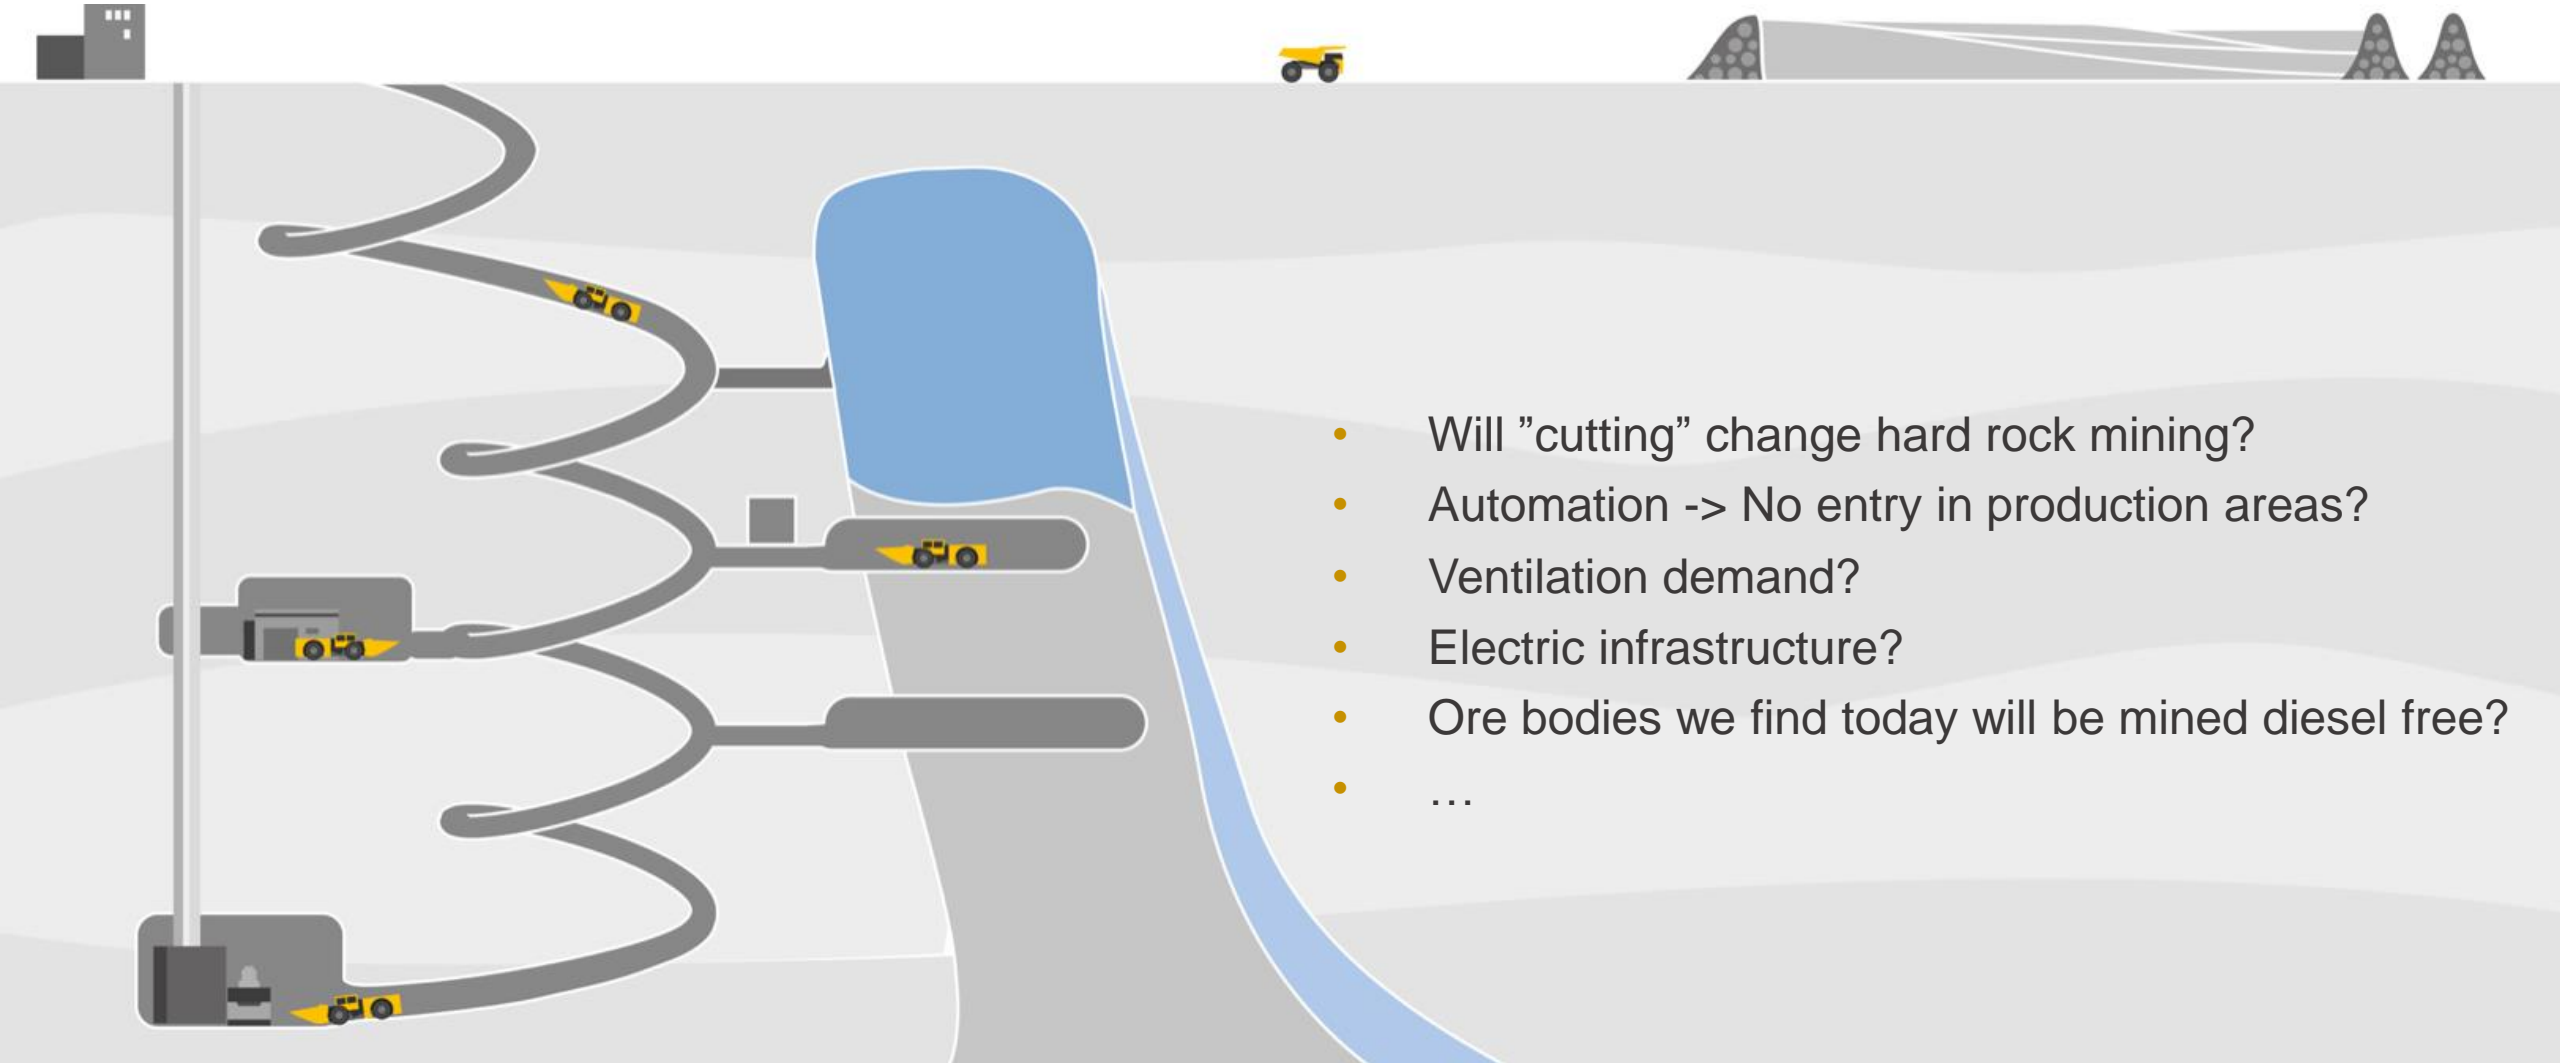 • Will ”cutting” change hard rock mining?
• Automation -> No entry in production areas?
• Ventilation demand?
• Electric infrastructure?
• Ore bodies we find today will be mined diesel free?
• …